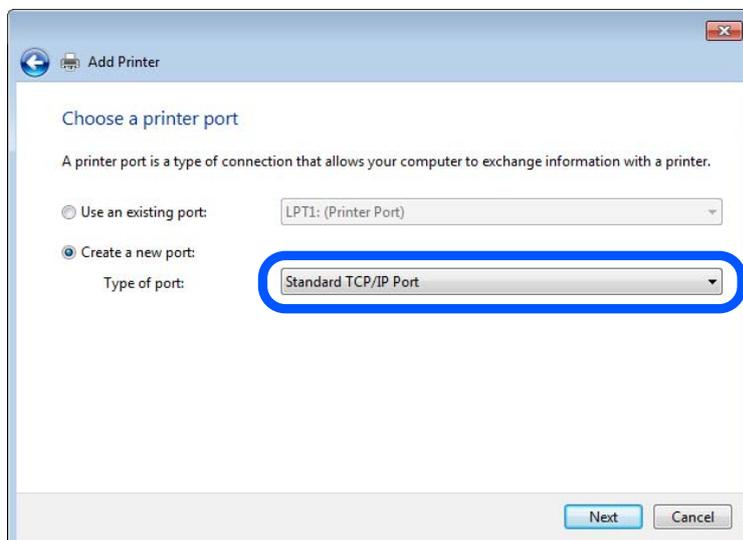 Add Printer
Choose a printer port
A printer port is a type of connection that allows your computer to exchange information with a printer.
Use an existing port: LPT1: (Printer Port)
Create a new port:
Type of port: Standard TCP/IP Port
Next Cancel